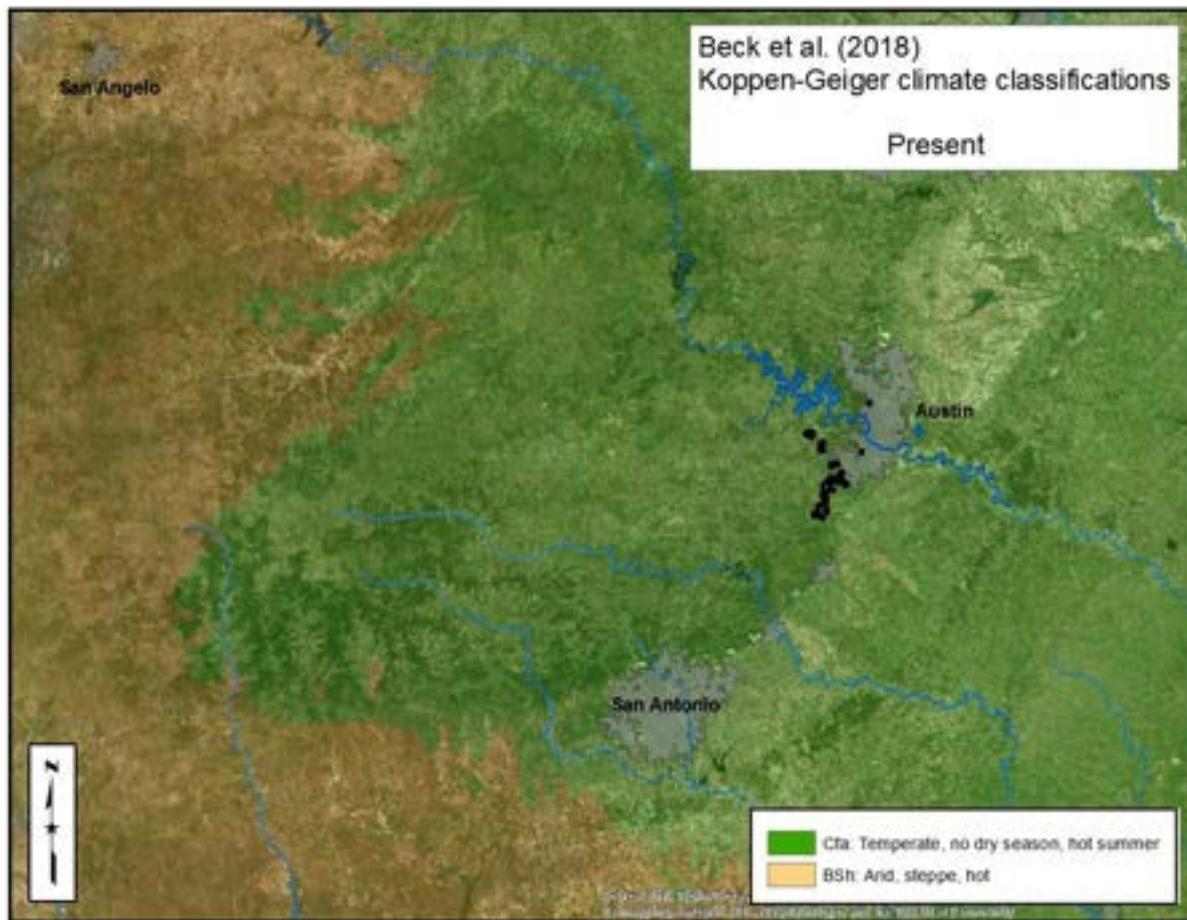 Beck et al. (2018)
Koppen-Geiger climate classifications
Present
San Angelo
Austin
San Antonio
N
Cfa: Temperate, no dry season, hot summer
BSh: Arid, steppe, hot